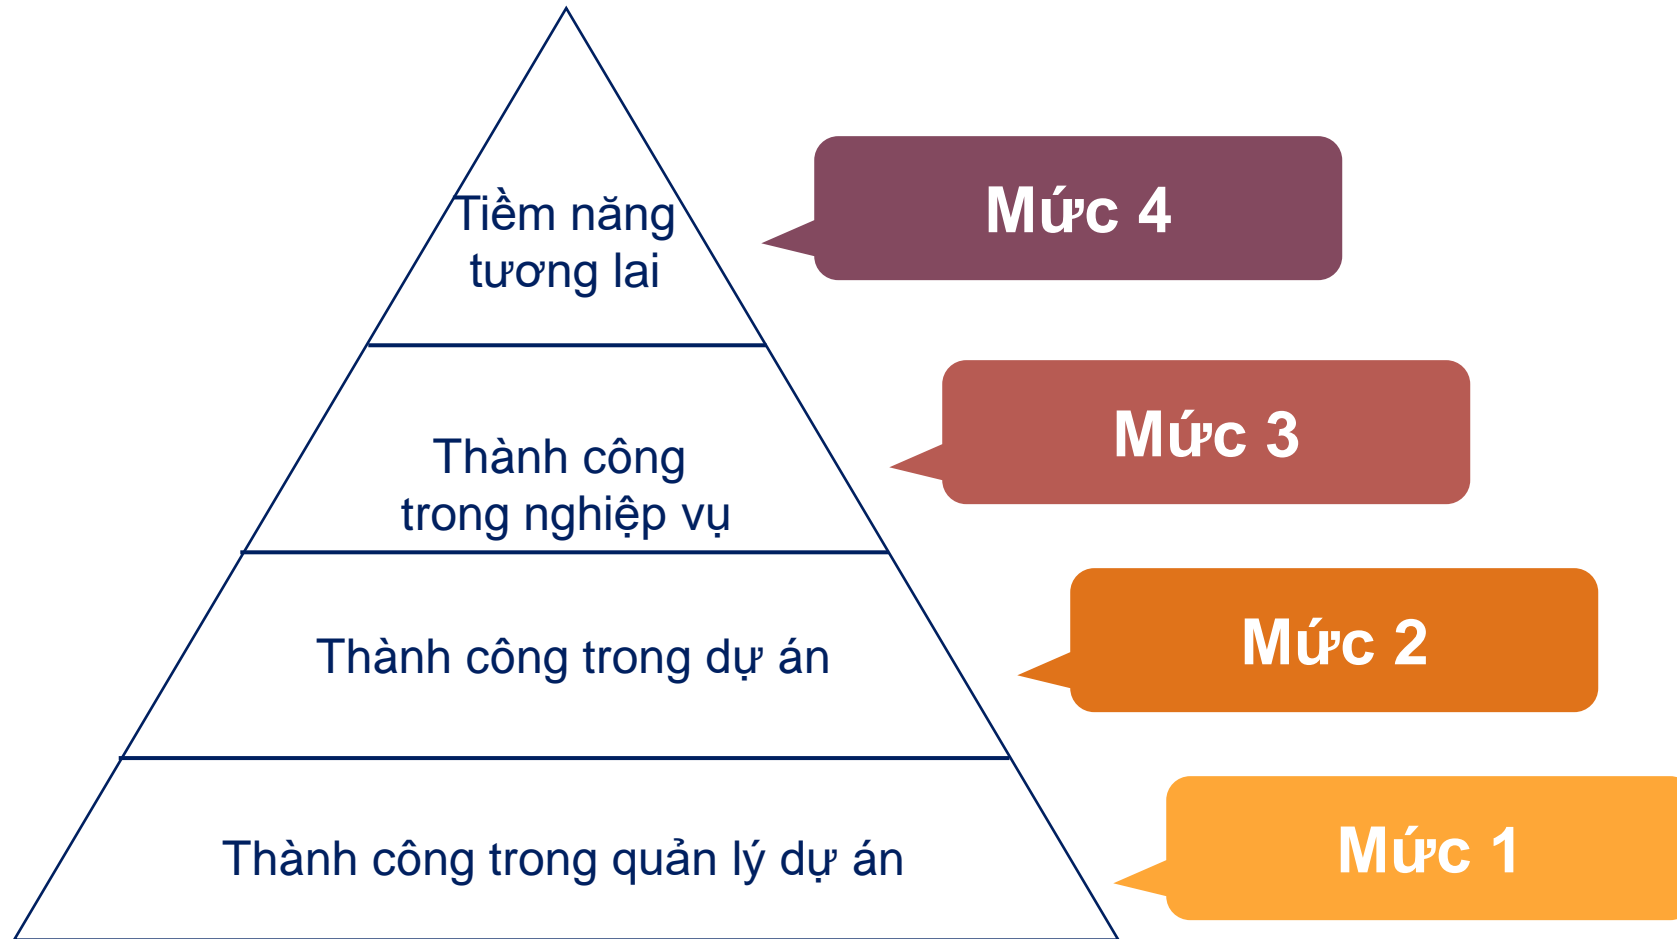 Tiềm năng
tương lai
Mức 4
Thành công
trong nghiệp vụ
Mức 3
Thành công trong dự án
Mức 2
Thành công trong quản lý dự án
Mức 1